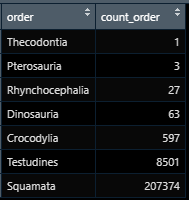 order count_order
Thecodontia 1
Pterosauria 3
Rhynchocephalia 27
Dinosauria 63
Crocodylia 597
Testudines 8501
Squamata 207374